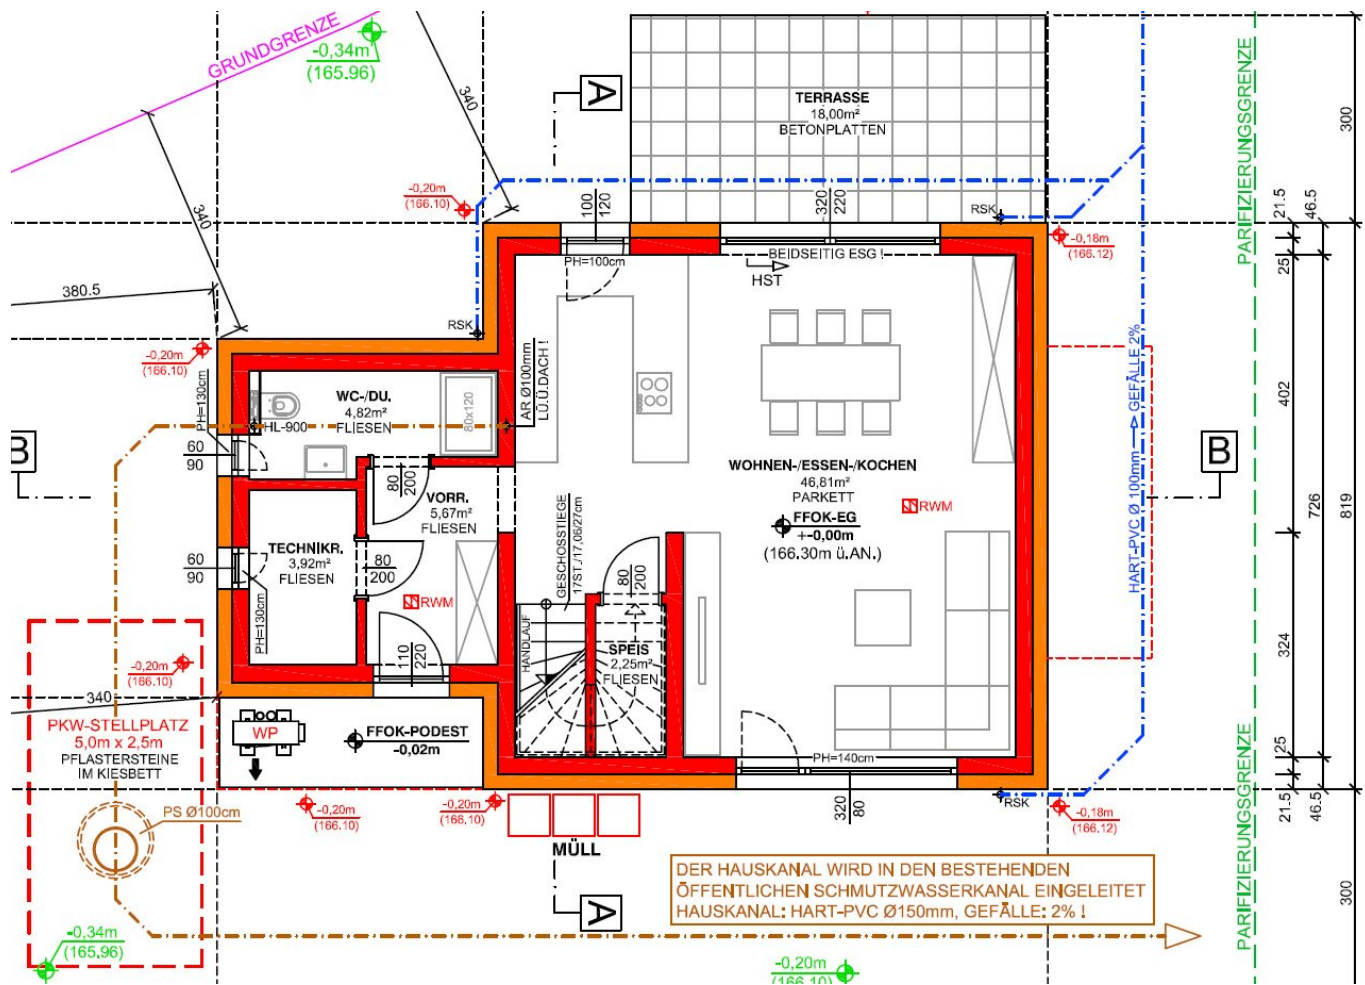 GRUNDGRENZE
-0,34m
(165.96)
340
340
380.5
A
TERRASSE
18,00m²
BETONPLATTEN
PARIFIZIERUNGSGRENZE
300
-0,20m
(166.10)
100
120
320
220
RSK
-0,18m
(166.12)
21.5
46.5
25
PH=100cm
BEIDSEITIG ESG !
HST
RSK
-0,20m
(166.10)
PH=130cm
WC-/DU.
4,82m²
FLIESEN
HL-900
80x120
AR Ø100mm
LÜ.Ü.DACH !
HART-PVC Ø 100mm
GEFÄLLE 2%
402
726
819
B
60
90
80
200
VORR.
5,67m²
FLIESEN
WOHNEN-/ESSEN-/KOCHEN
46,81m²
PARKETT
FFOK-EG
+-0,00m
(166.30m ü.AN.)
RWM
B
GESCHOSSTIEGE
17ST./17,06/27cm
TECHNIKR.
3,92m²
FLIESEN
60
90
80
200
80
200
RWM
PH=130cm
HANDLAUF
SPEIS
2,25m²
FLIESEN
110
220
324
-0,20m
(166.10)
340
PKW-STELLPLATZ
5,0m x 2,5m
PFLASTERSTEINE
IM KIESBETT
WP
FFOK-PODEST
-0,02m
PH=140cm
25
21.5
46.5
PARIFIZIERUNGSGRENZE
PS Ø100cm
-0,20m
(166.10)
-0,20m
(166.10)
320
80
RSK
-0,18m
(166.12)
MÜLL
DER HAUSKANAL WIRD IN DEN BESTEHENDEN
ÖFFENTLICHEN SCHMUTZWASSERKANAL EINGELEITET
HAUSKANAL: HART-PVC Ø150mm, GEFÄLLE: 2% !
A
300
-0,34m
(165.96)
-0,20m
(166.10)